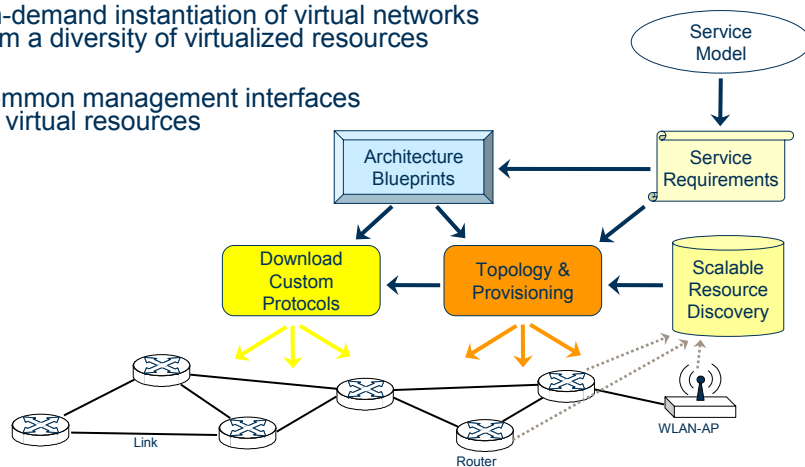 n-demand instantiation of virtual networks
m a diversity of virtualized resources
ommon management interfaces
virtual resources
Service
Model
Architecture
Blueprints
Service
Requirements
Download
Custom
Protocols
Topology &
Provisioning
Scalable
Resource
Discovery
Link
Router
WLAN-AP